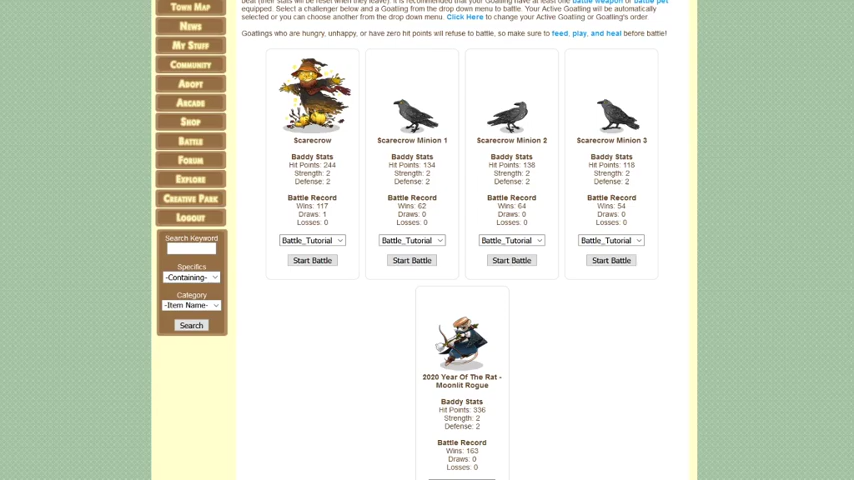 Town Map
News
My Stuff
Community
Adopt
Arcade
Shop
Battle
Forum
Explore
Creative Park
Logout
Search Keyword
Specifics
-Containing-
Category
-Item Name-
Search
beat (their stats will be reset when they leave). It is recommended that your Goatling have at least one battle weapon or battle pet
equipped. Select a challenger below and a Goatling from the drop down menu to battle. Your Active Goatling will be automatically
selected or you can choose another from the drop down menu. Click Here to change your Active Goatling or Goatling's order
Goatlings who are hungry, unhappy, or have zero hit points will refuse to battle, so make sure to feed, play, and heal before battle!
Scarecrow
Baddy Stats
Hit Points: 244
Strength: 2
Defense: 2
Battle Record
Wins: 117
Draws: 1
Losses: 0
Battle_Tutorial
Start Battle
Scarecrow Minion 1
Baddy Stats
Hit Points: 134
Strength: 2
Defense: 2
Battle Record
Wins: 62
Draws: 0
Losses: 0
Battle_Tutorial
Start Battle
Scarecrow Minion 2
Baddy Stats
Hit Points: 138
Strength: 2
Defense: 2
Battle Record
Wins: 64
Draws: 0
Losses: 0
Battle_Tutorial
Start Battle
Scarecrow Minion 3
Baddy Stats
Hit Points: 118
Strength: 2
Defense: 2
Battle Record
Wins: 54
Draws: 0
Losses: 0
Battle_Tutorial
Start Battle
2020 Year Of The Rat -
Moonlit Rogue
Baddy Stats
Hit Points: 336
Strength: 2
Defense: 2
Battle Record
Wins: 163
Draws: 0
Losses: 0